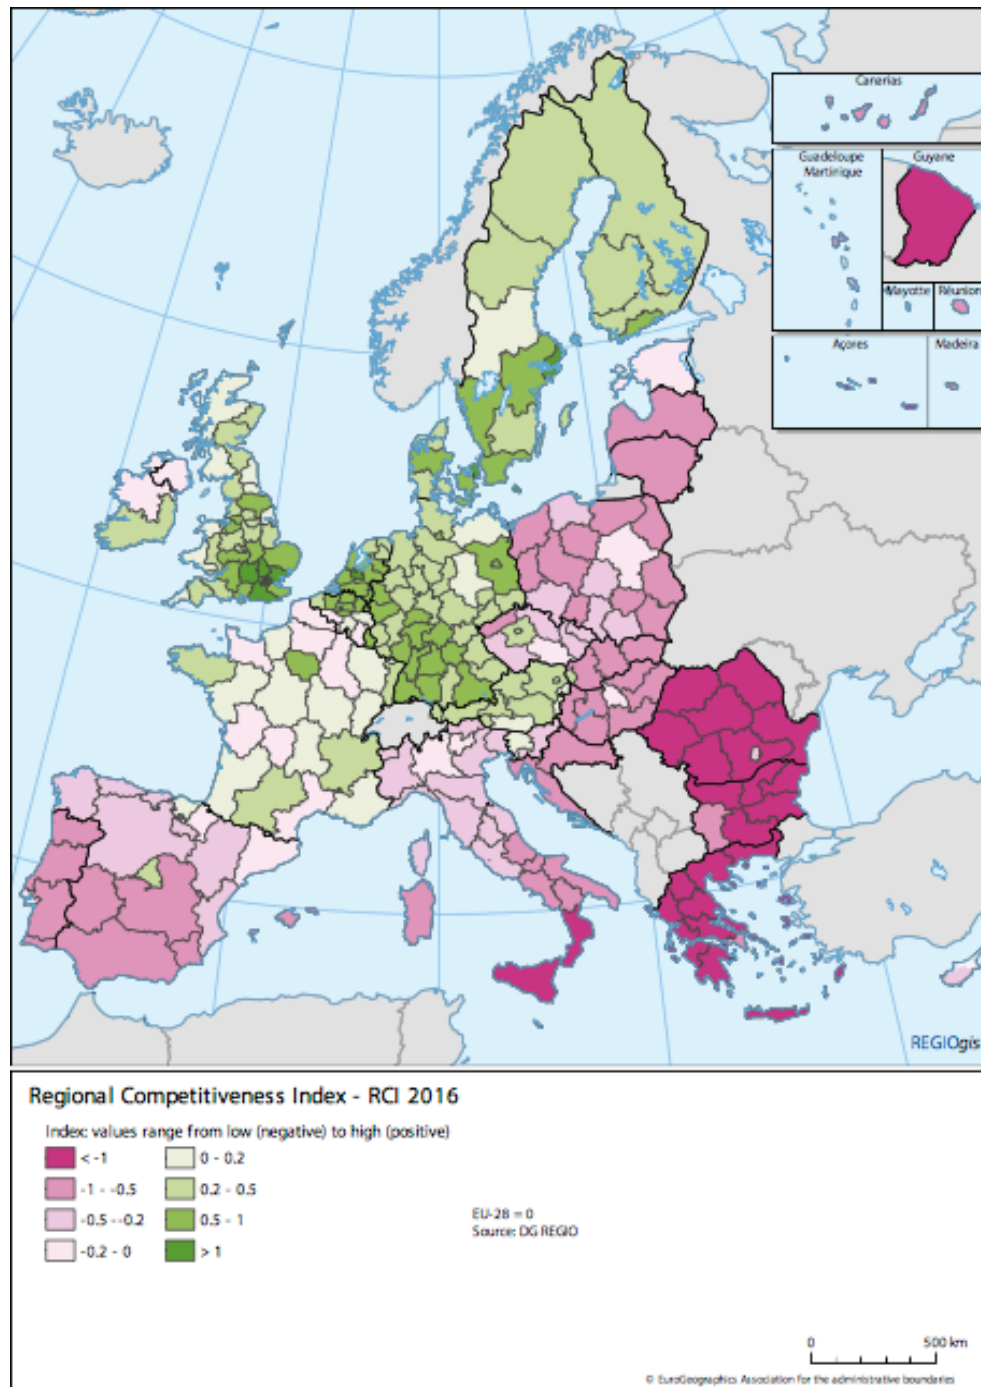 Canarias
Guadeloupe
Martinique
Guyane
Mayotte
Réunion
Açores
Madeira
REGIOgis
Regional Competitiveness Index - RCI 2016
Index: values range from low (negative) to high (positive)
< -1
0 - 0.2
-1 - -0.5
0.2 - 0.5
-0.5 --0.2
0.5 - 1
-0.2 - 0
> 1
EU-28 = 0
Source: DG REGIO
0
500 km
© EuroGeographics Association for the administrative boundaries